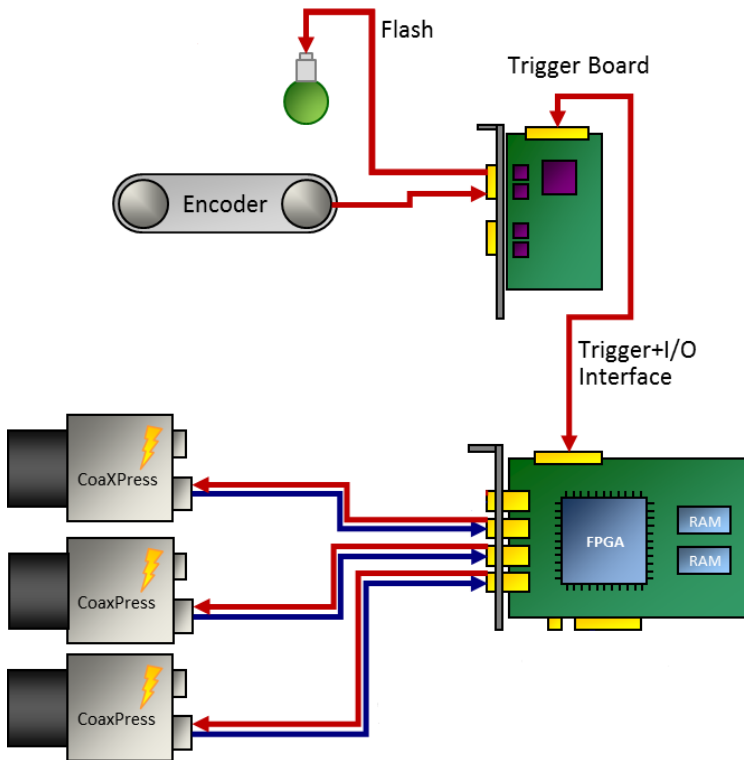 Flash
Trigger Board
Encoder
Trigger+I/O
Interface
CoaXPress
FPGA
RAM
RAM
CoaxPress
CoaxPress